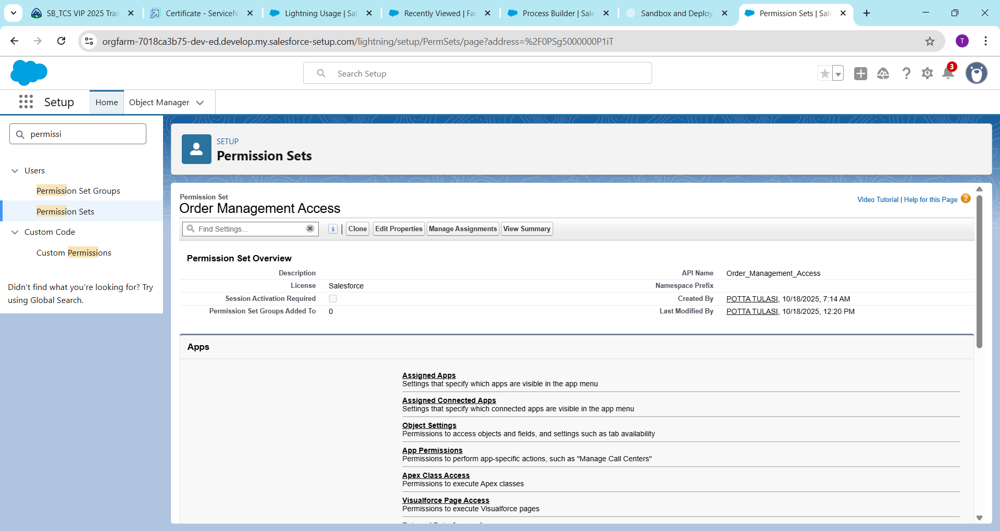 SB_TCS VIP 2025 Trail
Certificate - ServiceN
Lightning Usage | Sal
Recently Viewed | Far
Process Builder | Sale
Sandbox and Deploy
Permission Sets | Sale
orgfarm-7018ca3b75-dev-ed.develop.my.salesforce-setup.com/lightning/setup/PermSets/page?address=%2F0PSg5000000P1iT
T
Search Setup
3
Setup
Home
Object Manager
permissi
Users
Permission Set Groups
Permission Sets
Custom Code
Custom Permissions
Didn't find what you're looking for? Try
using Global Search.
SETUP
Permission Sets
Permission Set
Order Management Access
Video Tutorial | Help for this Page ?
Find Settings...
i | Clone Edit Properties Manage Assignments View Summary
Permission Set Overview
Description
API Name Order_Management_Access
License Salesforce
Namespace Prefix
Session Activation Required
Created By POTTA TULASI, 10/18/2025, 7:14 AM
Permission Set Groups Added To 0
Last Modified By POTTA TULASI, 10/18/2025, 12:20 PM
Apps
Assigned Apps
Settings that specify which apps are visible in the app menu
Assigned Connected Apps
Settings that specify which connected apps are visible in the app menu
Object Settings
Permissions to access objects and fields, and settings such as tab availability
App Permissions
Permissions to perform app-specific actions, such as "Manage Call Centers"
Apex Class Access
Permissions to execute Apex classes
Visualforce Page Access
Permissions to execute Visualforce pages